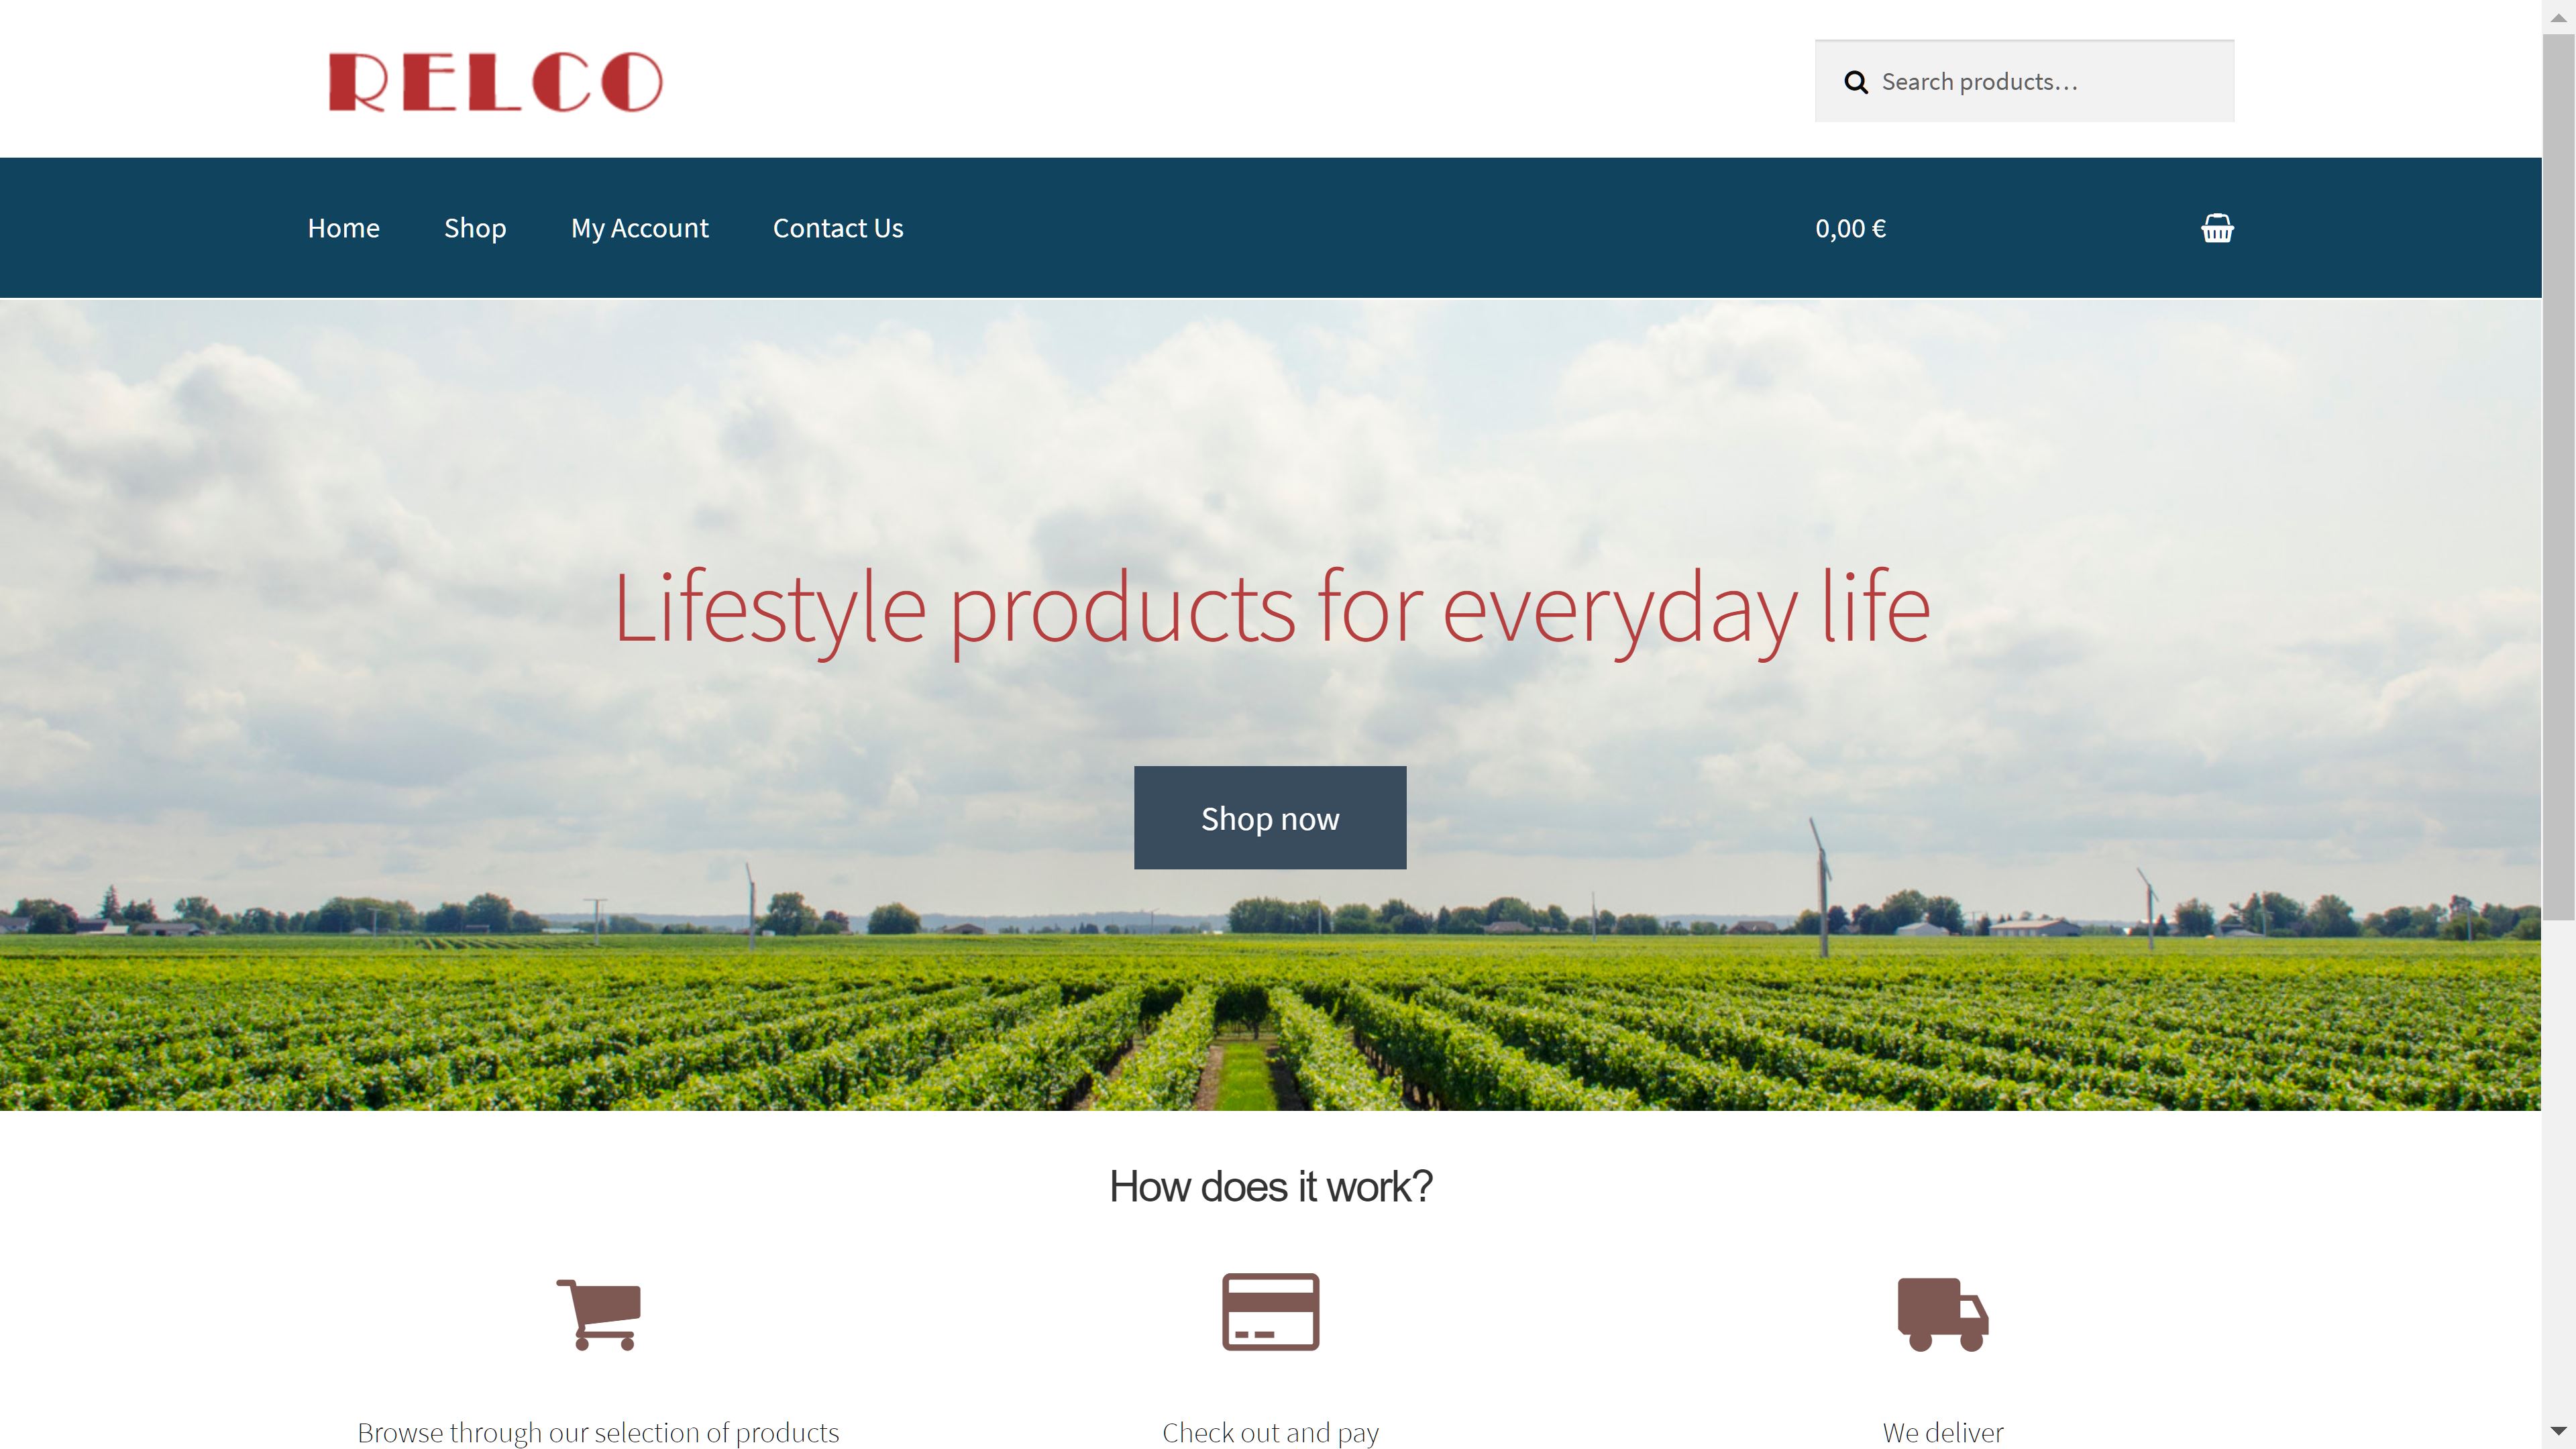 RELCO
Search products…
Home Shop My Account Contact Us 0,00 €
Lifestyle products for everyday life
Shop now
How does it work?
Browse through our selection of products
Check out and pay
We deliver